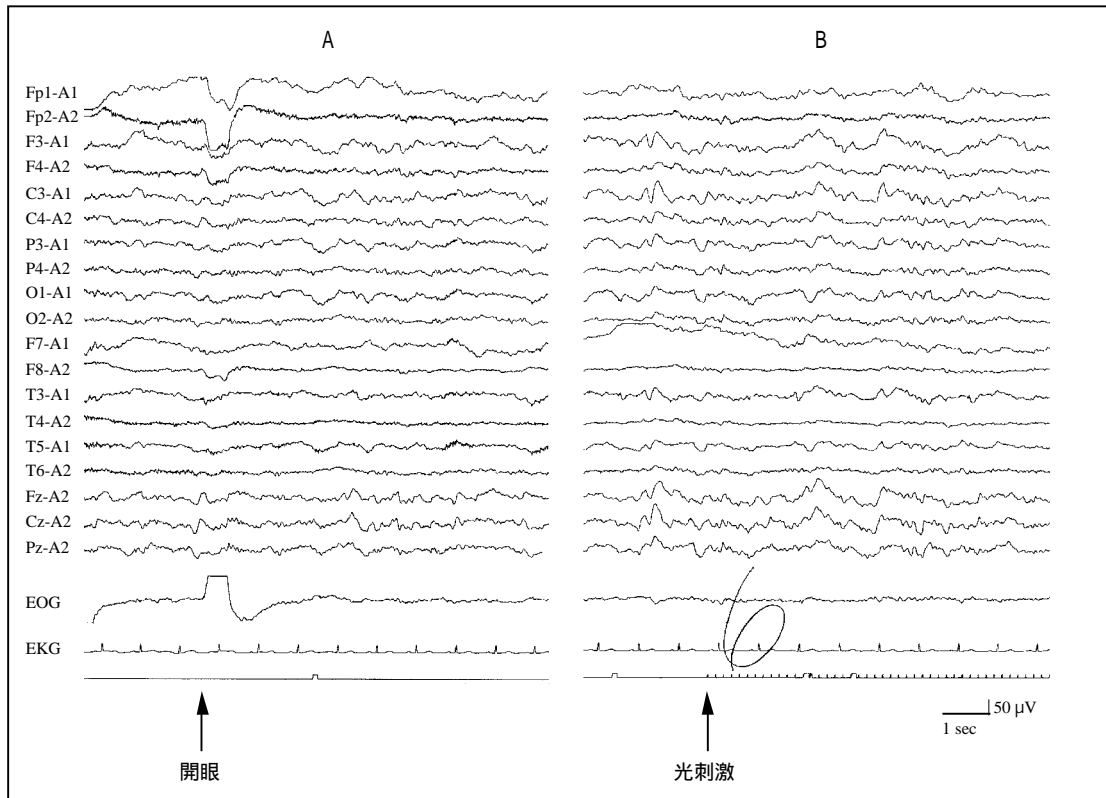 A
B
Fp1-A1
Fp2-A2
F3-A1
F4-A2
C3-A1
C4-A2
P3-A1
P4-A2
O1-A1
O2-A2
F7-A1
F8-A2
T3-A1
T4-A2
T5-A1
T6-A2
Fz-A2
Cz-A2
Pz-A2
EOG
EKG
50 μV
1 sec
開眼
光刺激